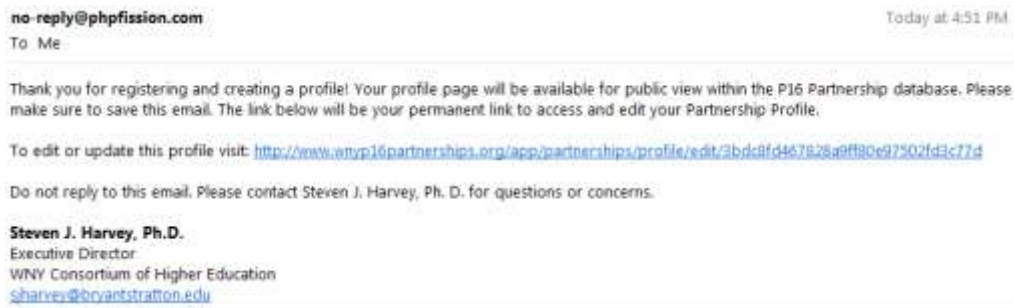 no-reply@phpfission.com
Today at 4:51 PM
To Me
Thank you for registering and creating a profile! Your profile page will be available for public view within the P16 Partnership database. Please
make sure to save this email. The link below will be your permanent link to access and edit your Partnership Profile.
To edit or update this profile visit: http://www.wnyp16partnerships.org/app/partnerships/profile/edit/3bdc8fd467828a9ff80e97502fd3c77d
Do not reply to this email. Please contact Steven J. Harvey, Ph. D. for questions or concerns.
Steven J. Harvey, Ph.D.
Executive Director
WNY Consortium of Higher Education
sjharvey@bryantstratton.edu